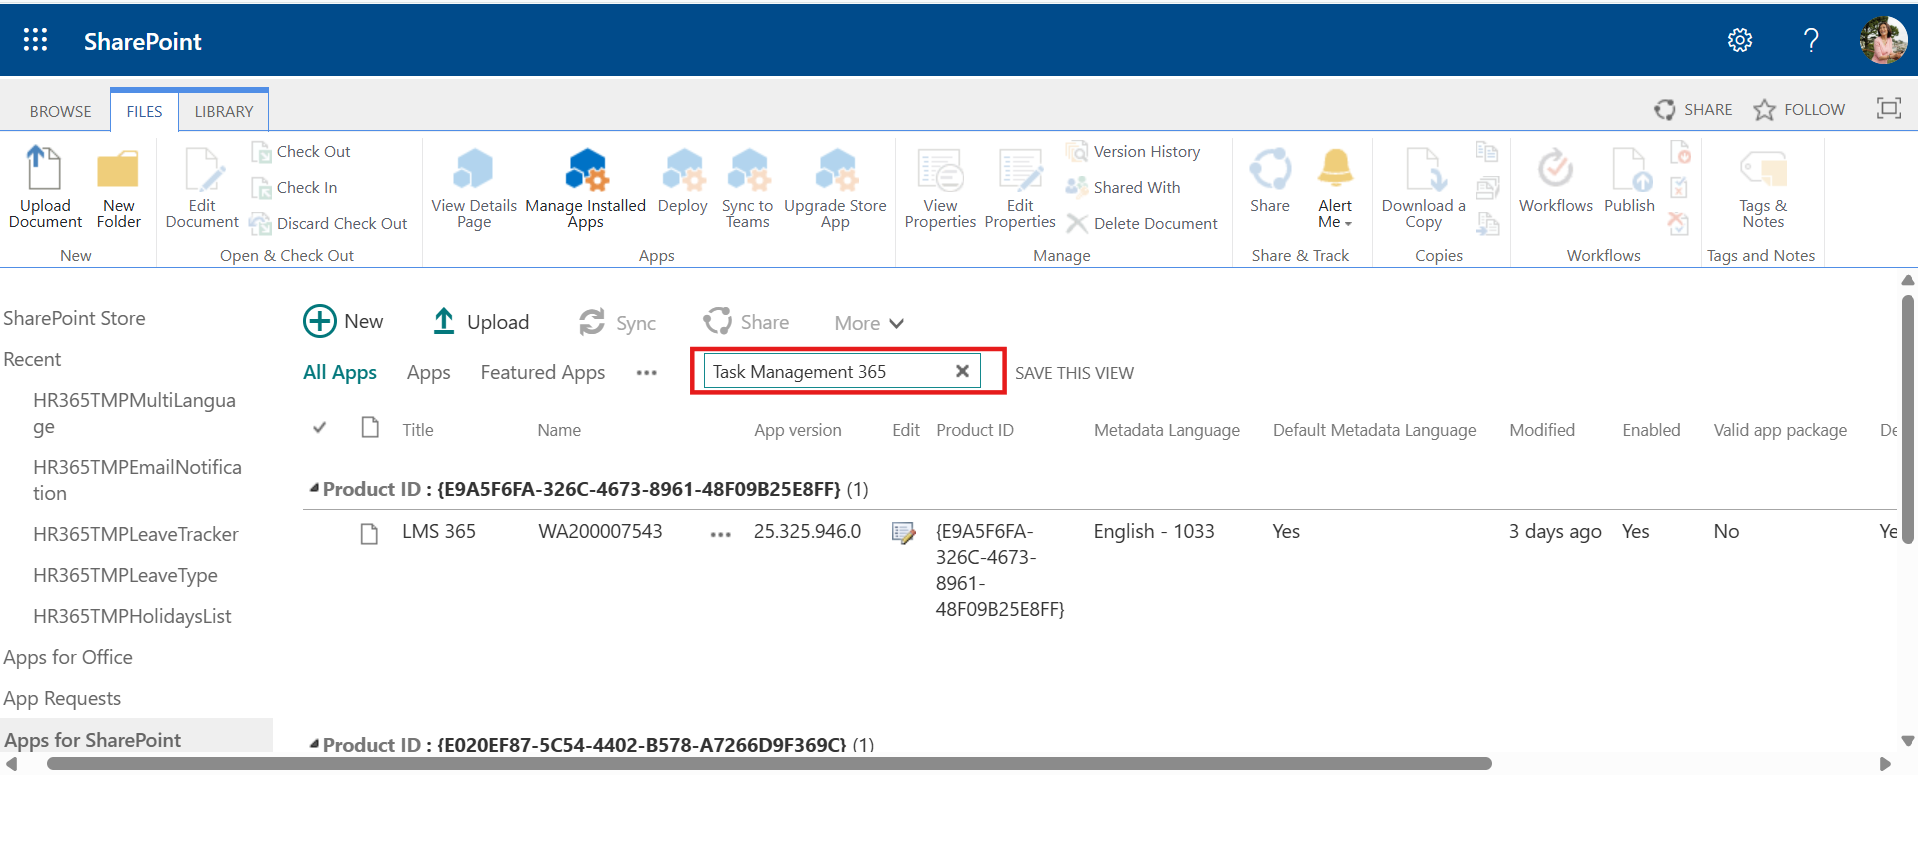 SharePoint
BROWSE
FILES
LIBRARY
SHARE
FOLLOW
Upload Document
New Folder
New
Edit Document
Check Out
Check In
Discard Check Out
Open & Check Out
View Details Page
Manage Installed Apps
Deploy
Sync to Teams
Upgrade Store App
Apps
View Properties
Edit Properties
Version History
Shared With
Delete Document
Manage
Share
Alert Me
Share & Track
Download a Copy
Copies
Workflows
Publish
Workflows
Tags & Notes
Tags and Notes
SharePoint Store
Recent
HR365TMPMultiLangua
ge
HR365TMPEmailNotifica
tion
HR365TMPLeaveTracker
HR365TMPLeaveType
HR365TMPHolidaysList
Apps for Office
App Requests
Apps for SharePoint
New
Upload
Sync
Share
More
All Apps
Apps
Featured Apps
•••
Task Management 365
SAVE THIS VIEW
Title
Name
App version
Edit
Product ID
Metadata Language
Default Metadata Language
Modified
Enabled
Valid app package
De
Product ID : {E9A5F6FA-326C-4673-8961-48F09B25E8FF} (1)
LMS 365
WA200007543
•••
25.325.946.0
{E9A5F6FA-
326C-4673-
8961-
48F09B25E8FF}
English - 1033
Yes
3 days ago
Yes
No
Ye
Product ID : {E020EF87-5C54-4402-B578-A7266D9F369C} (1)